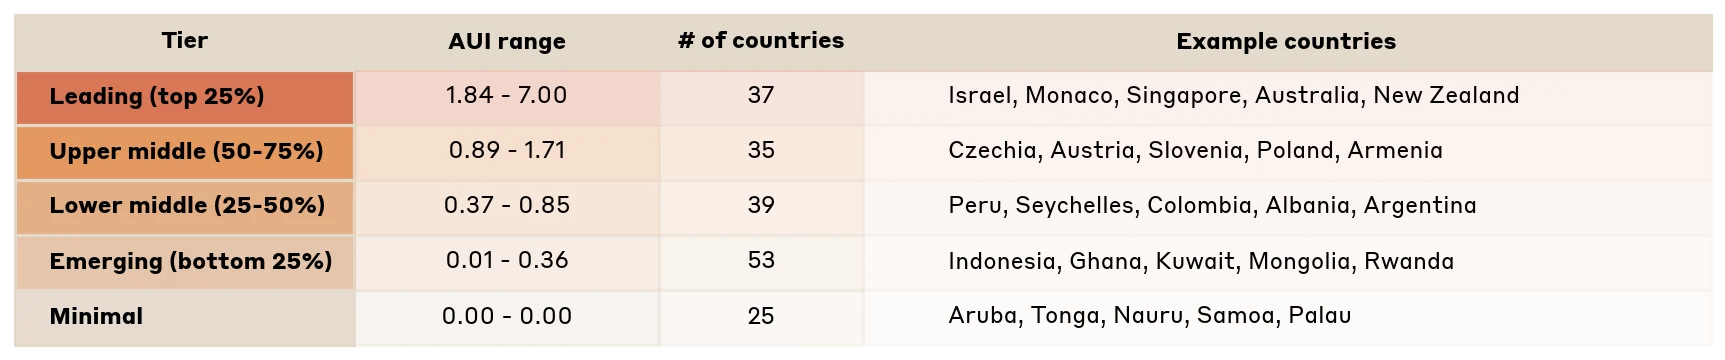 Tier AUI range # of countries Example countries
Leading (top 25%) 1.84 - 7.00 37 Israel, Monaco, Singapore, Australia, New Zealand
Upper middle (50-75%) 0.89 - 1.71 35 Czechia, Austria, Slovenia, Poland, Armenia
Lower middle (25-50%) 0.37 - 0.85 39 Peru, Seychelles, Colombia, Albania, Argentina
Emerging (bottom 25%) 0.01 - 0.36 53 Indonesia, Ghana, Kuwait, Mongolia, Rwanda
Minimal 0.00 - 0.00 25 Aruba, Tonga, Nauru, Samoa, Palau